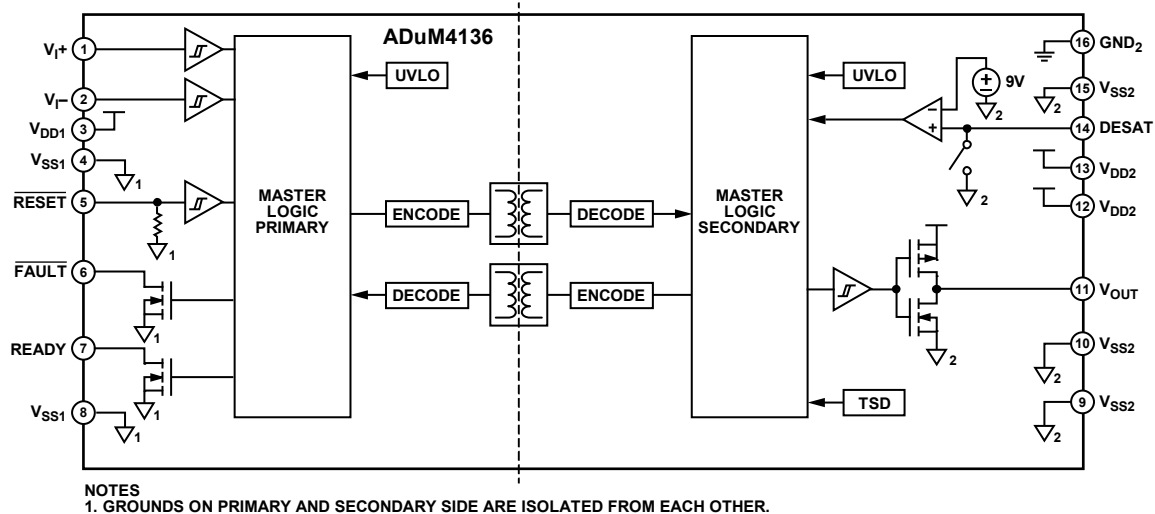 ADuM4136
VI+ 1
VI− 2
VDD1 3
VSS1 4
1
RESET 5
1
FAULT 6
1
READY 7
1
VSS1 8
1
MASTER
LOGIC
PRIMARY
UVLO
ENCODE
DECODE
DECODE
ENCODE
MASTER
LOGIC
SECONDARY
UVLO
TSD
9V
2
−
+
2
2
16 GND2
15 VSS2
2
14 DESAT
13 VDD2
12 VDD2
11 VOUT
10 VSS2
2
9 VSS2
2
NOTES
1. GROUNDS ON PRIMARY AND SECONDARY SIDE ARE ISOLATED FROM EACH OTHER.